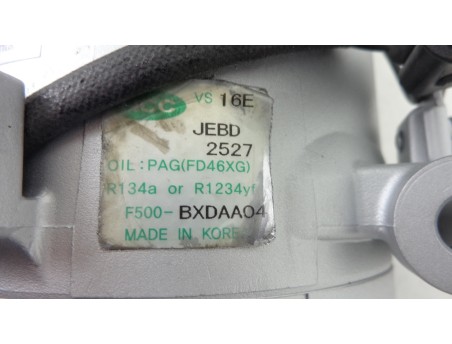 VS 16E
JEBD
2527
OIL: PAG(FD46XG)
R134a or R1234yf
F500-BXDAA04
MADE IN KORE